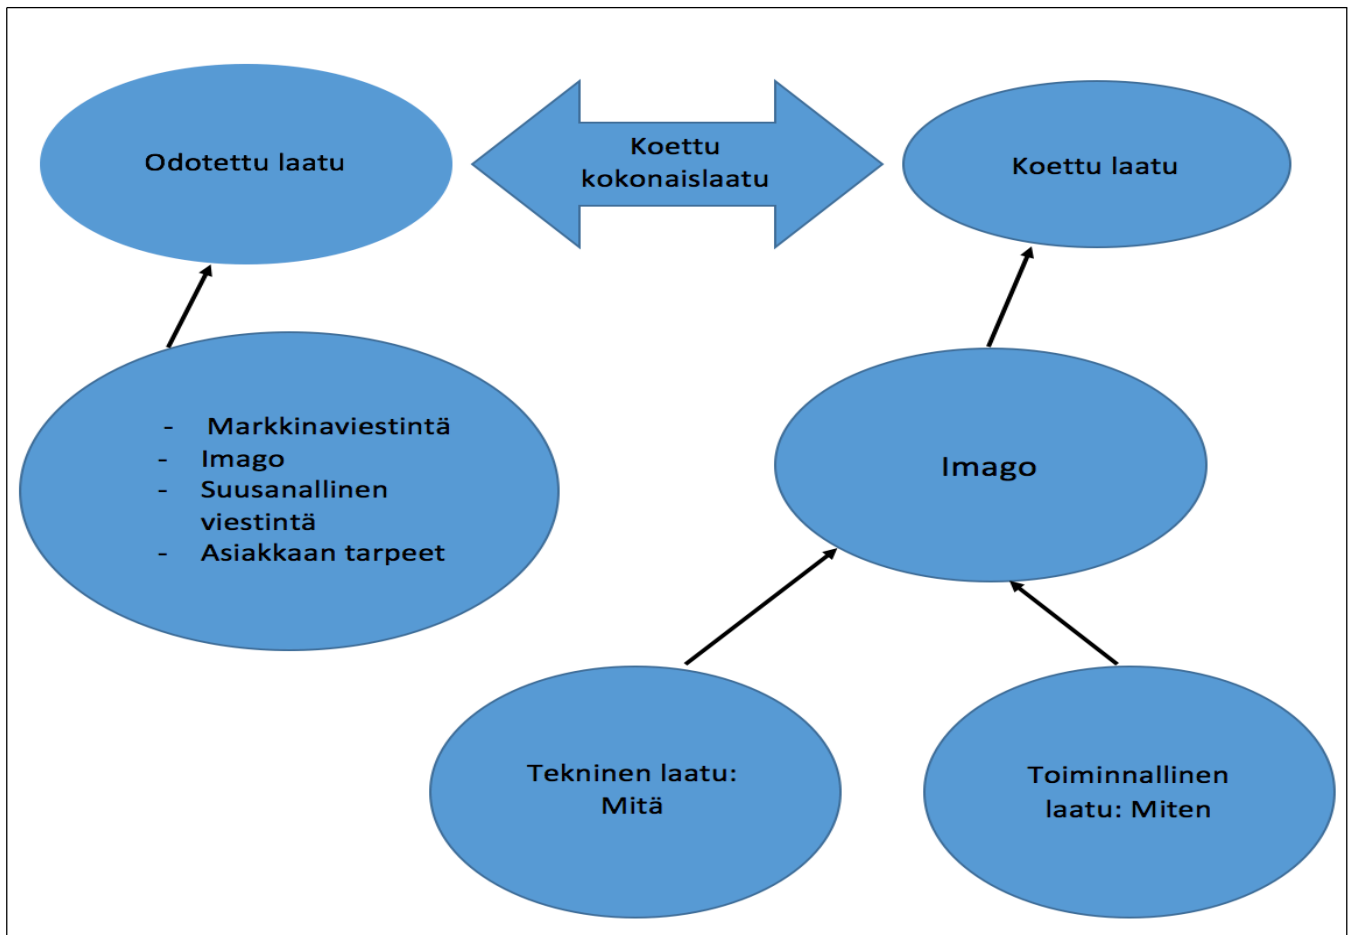 Odotettu laatu
Koettu
kokonaislaatu
Koettu laatu
- Markkinaviestintä
- Imago
- Suusanallinen
viestintä
- Asiakkaan tarpeet
Imago
Tekninen laatu:
Mitä
Toiminnallinen
laatu: Miten